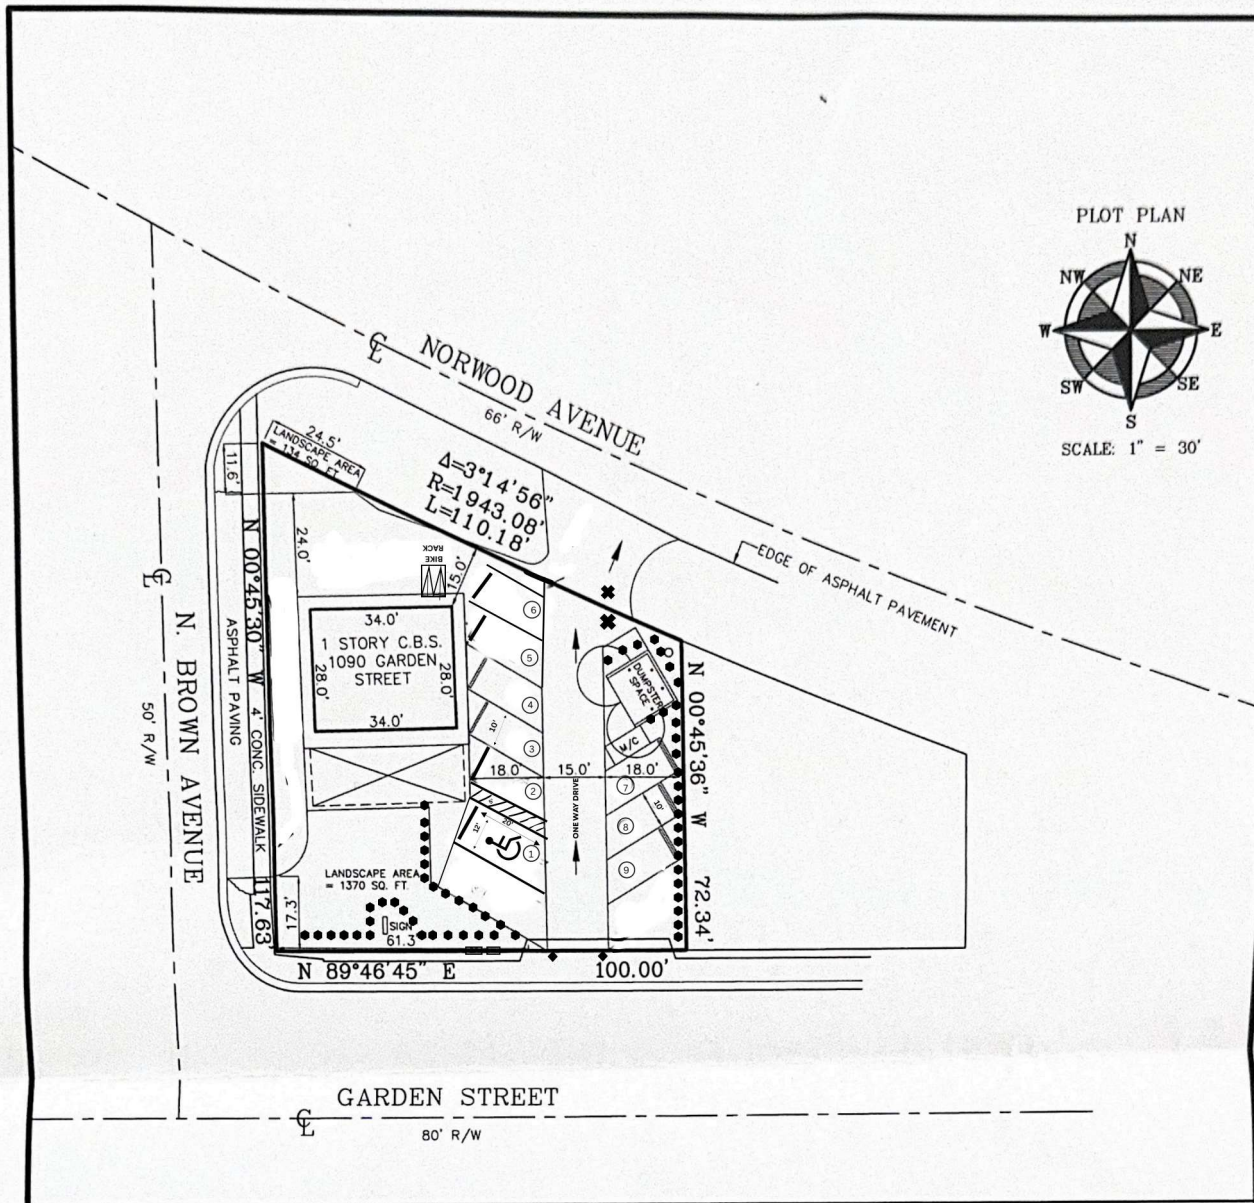 PLOT PLAN
N
NW
NE
W
E
SW
SE
S
SCALE: 1" = 30'
℄
NORWOOD AVENUE
66' R/W
24.5'
LANDSCAPE AREA
= 134 SQ. FT.
11.6'
Δ=3°14'56"
R=1943.08'
L=110.18'
EDGE OF ASPHALT PAVEMENT
24.0'
BIKE
RACK
15.0'
N 00°45'30" W
117.63'
℄
N. BROWN AVENUE
50' R/W
ASPHALT PAVING
4' CONC. SIDEWALK
34.0'
1 STORY C.B.S.
1090 GARDEN
STREET
28.0'
28.0'
34.0'
6
5
4
3
10'
2
18.0'
15.0'
18.0'
ONE WAY DRIVE
DUMPSTER
SPACE
M/C
7
8
10'
9
N 00°45'36" W
72.34'
12'
20'
1
LANDSCAPE AREA
= 1370 SQ. FT.
17.3'
SIGN
61.3'
N 89°46'45" E
100.00'
GARDEN STREET
℄
80' R/W